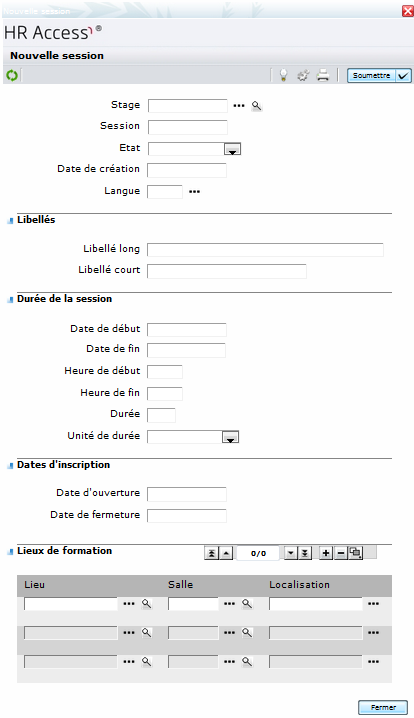 Nouvelle session
HR Access®
Nouvelle session
Soumettre
Stage
Session
Etat
Date de création
Langue
Libellés
Libellé long
Libellé court
Durée de la session
Date de début
Date de fin
Heure de début
Heure de fin
Durée
Unité de durée
Dates d'inscription
Date d'ouverture
Date de fermeture
Lieux de formation 0/0
Lieu Salle Localisation
Fermer